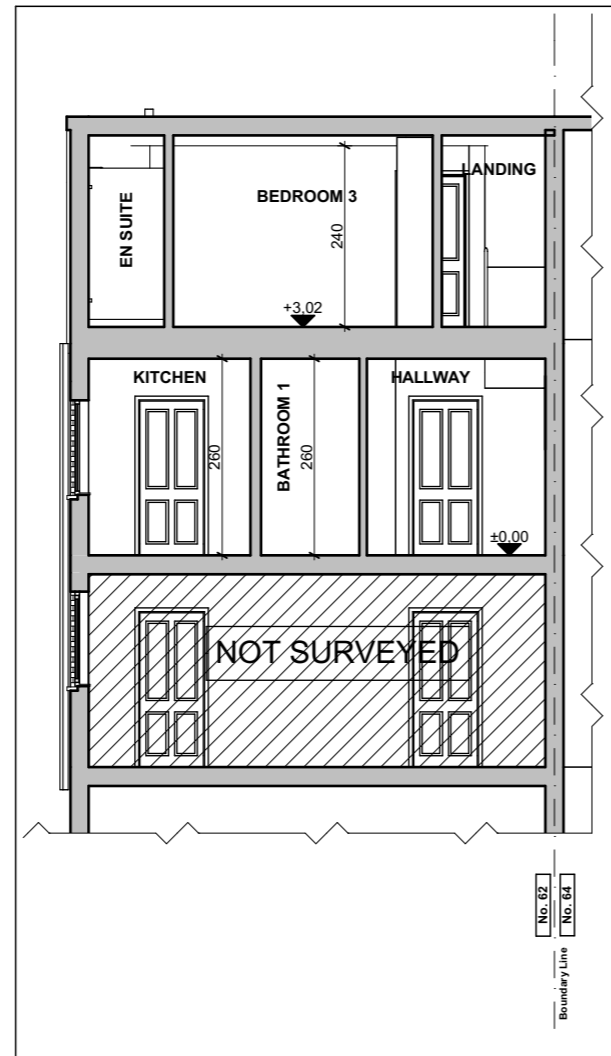 LANDING
BEDROOM 3
EN SUITE
240
+3,02
KITCHEN
HALLWAY
BATHROOM 1
260
260
±0,00
NOT SURVEYED
No. 62
No. 64
Boundary Line